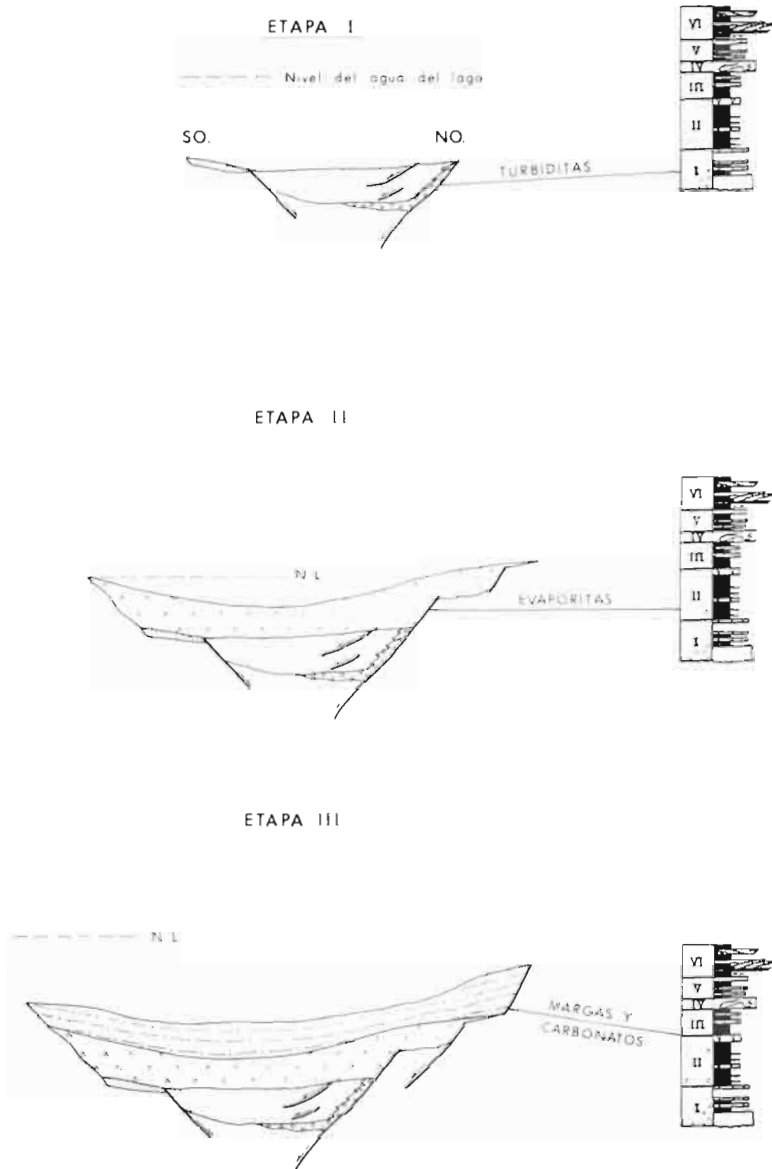 ETAPA I
Nivel del agua del lago
SO.
NO.
TURBIDITAS
VI
V
IV
III
II
I
ETAPA II
N L
EVAPORITAS
VI
V
IV
III
II
I
ETAPA III
N L
MARGAS Y
CARBONATOS
VI
V
IV
III
II
I